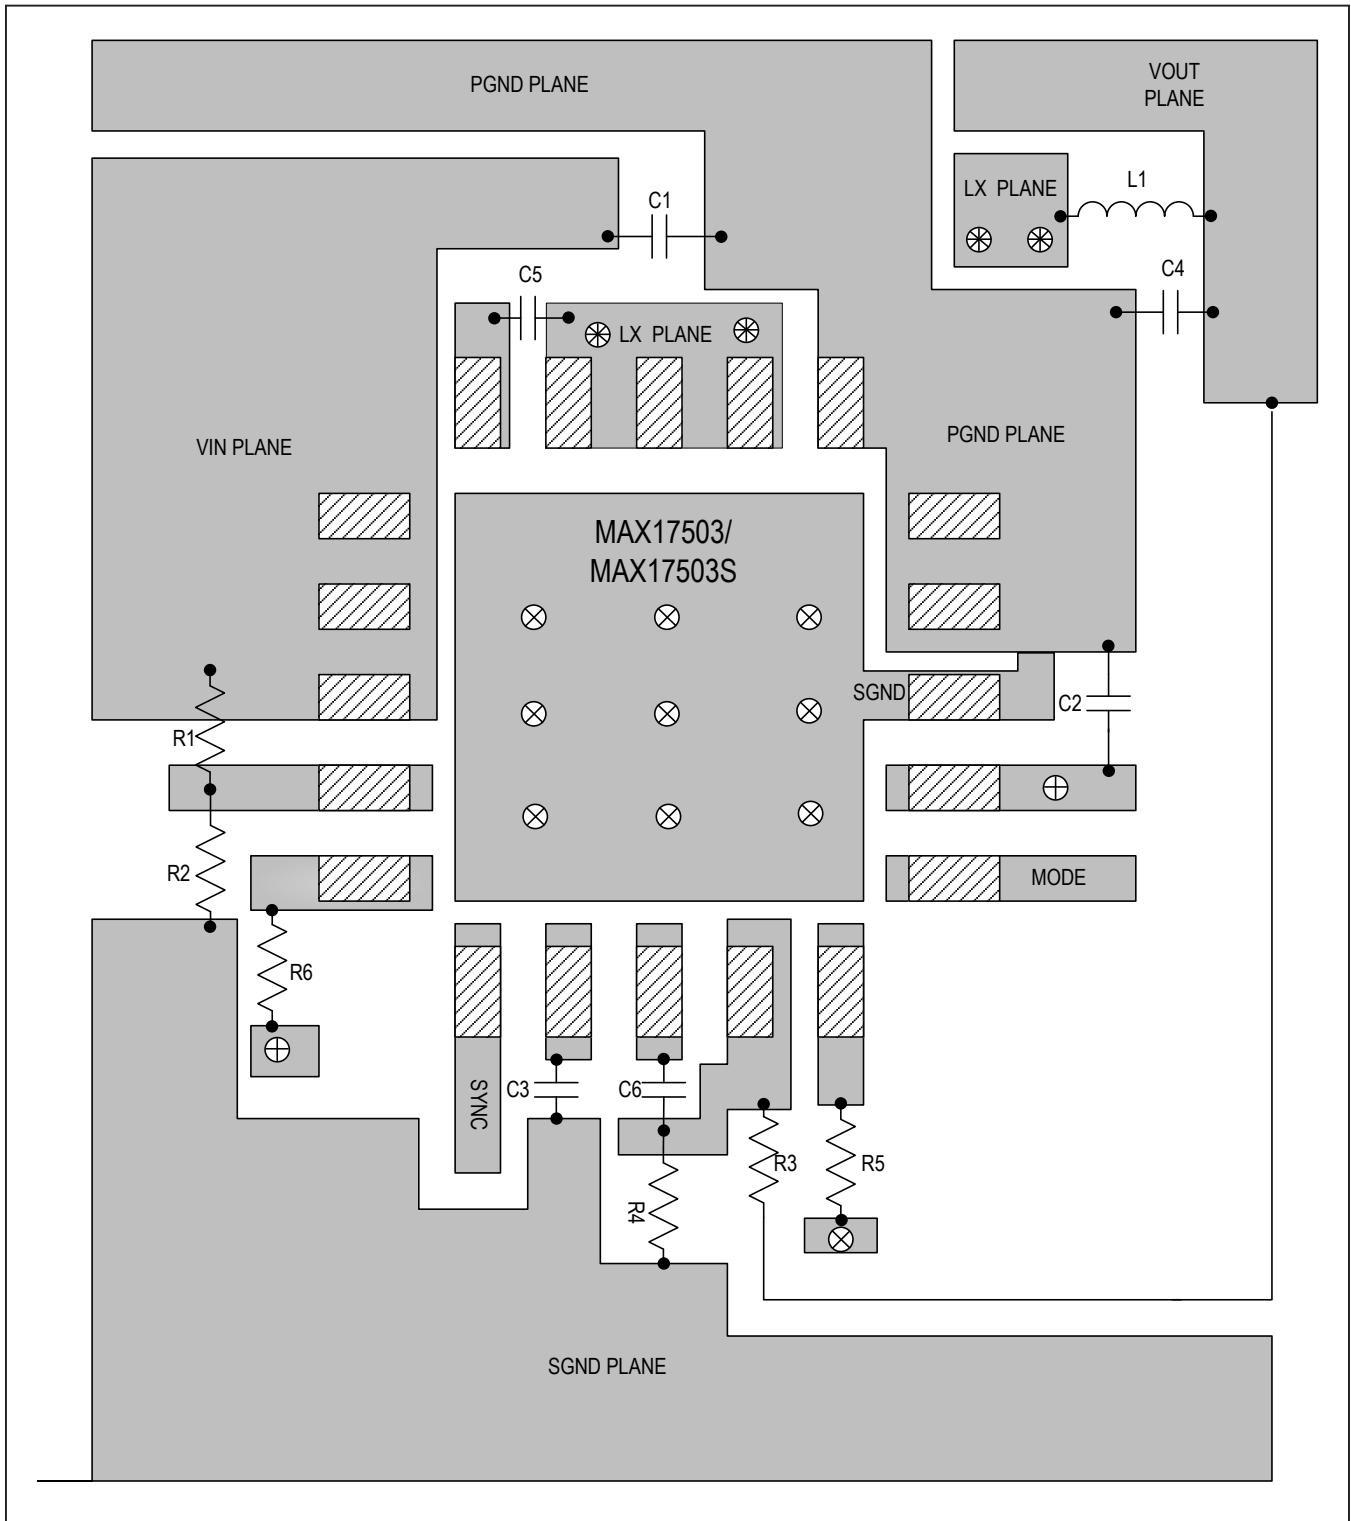 PGND PLANE
VOUT
PLANE
LX PLANE
L1
C1
C4
C5
LX PLANE
VIN PLANE
PGND PLANE
MAX17503/
MAX17503S
SGND
C2
R1
R2
MODE
R6
SYNC
C3
C6
R3
R5
R4
SGND PLANE